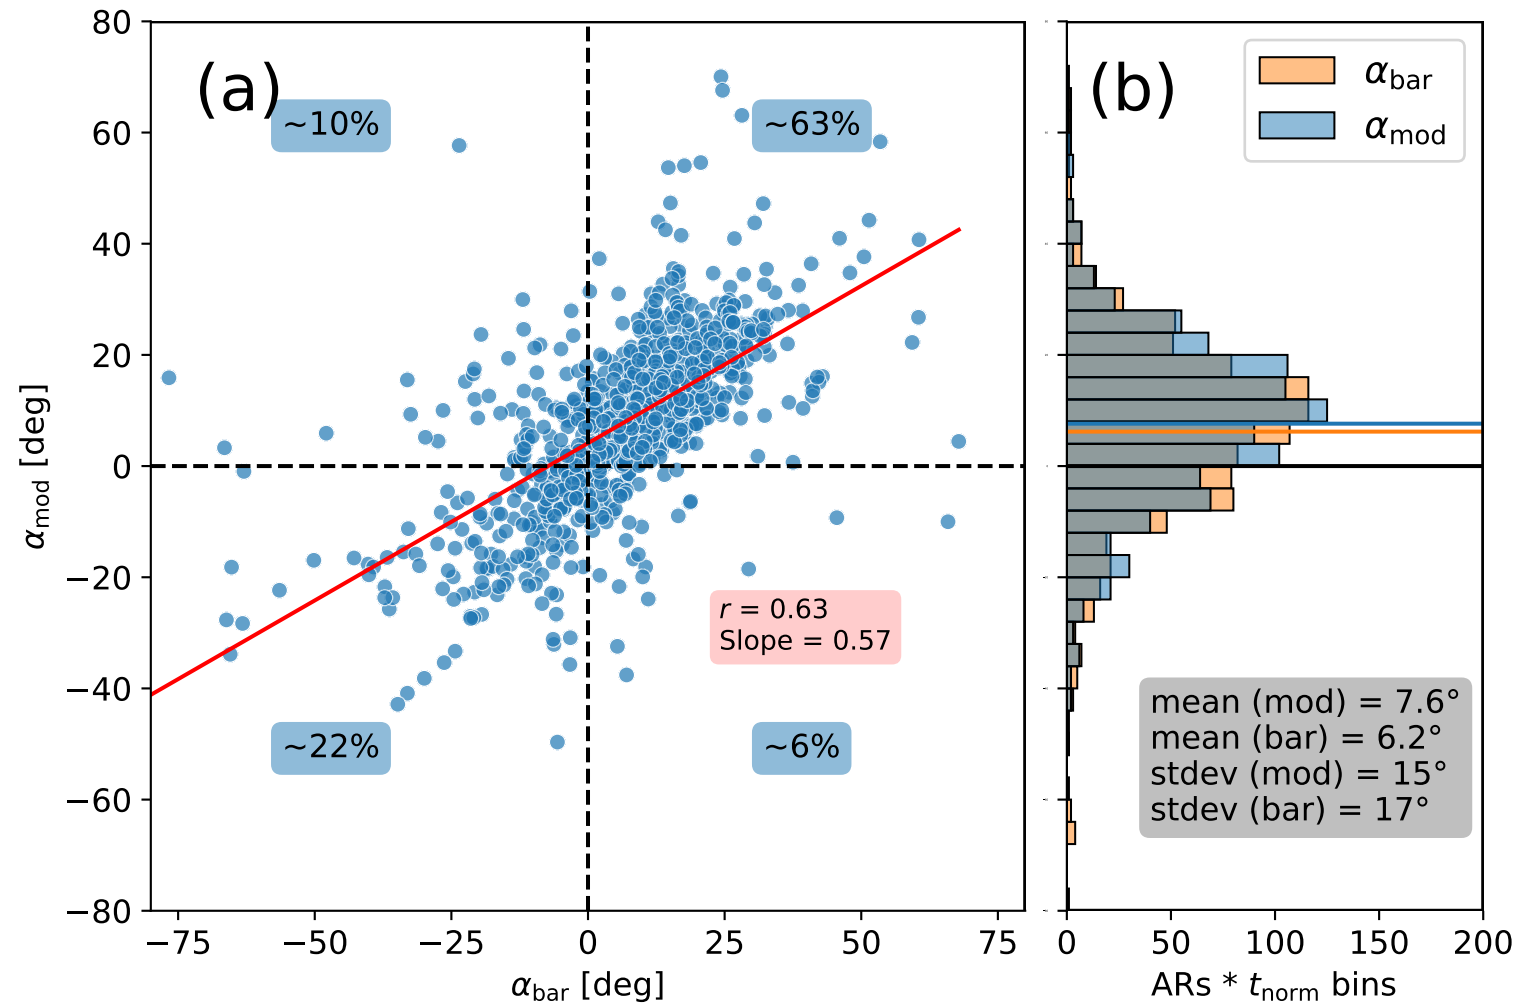 (a)
~10%
~63%
~22%
~6%
r = 0.63
Slope = 0.57
80
60
40
20
0
−20
−40
−60
−80
α_mod [deg]
−75 −50 −25 0 25 50 75
α_bar [deg]
(b)
α_bar
α_mod
mean (mod) = 7.6°
mean (bar) = 6.2°
stdev (mod) = 15°
stdev (bar) = 17°
0 50 100 150 200
ARs * t_norm bins